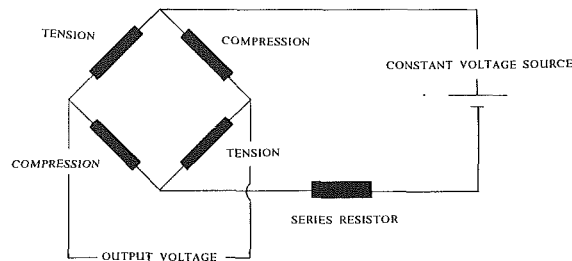 TENSION
COMPRESSION
CONSTANT VOLTAGE SOURCE
COMPRESSION
TENSION
SERIES RESISTOR
OUTPUT VOLTAGE